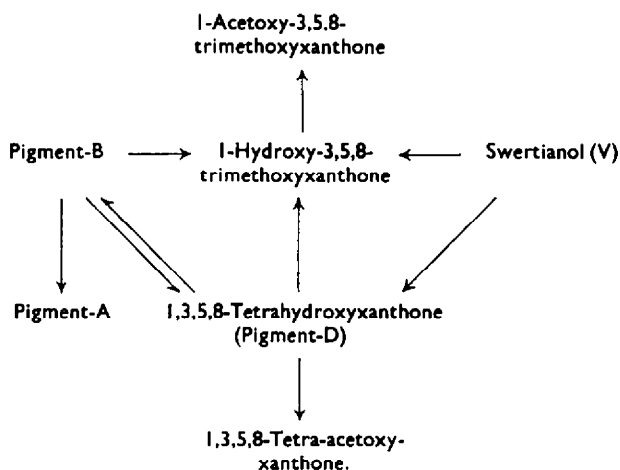 1-Acetoxy-3,5,8-
trimethoxyxanthone
Pigment-B
1-Hydroxy-3,5,8-
trimethoxyxanthone
Swertianol (V)
Pigment-A
1,3,5,8-Tetrahydroxyxanthone
(Pigment-D)
1,3,5,8-Tetra-acetoxy-
xanthone.